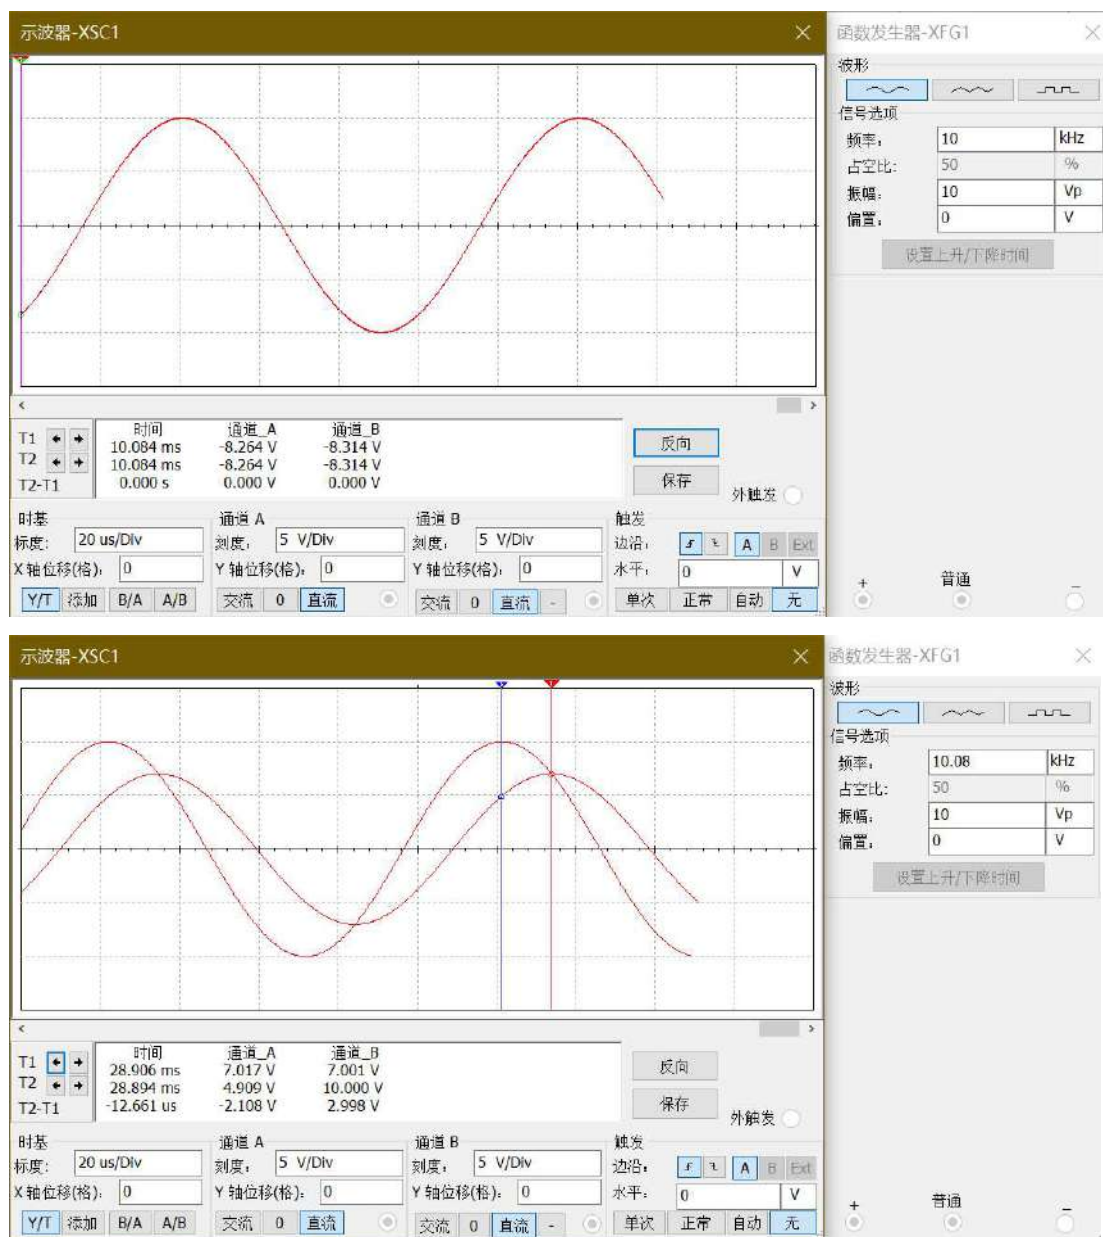 示波器-XSC1
函数发生器-XFG1
波形
信号选项
频率: 10 kHz
占空比: 50 %
振幅: 10 Vp
偏置: 0 V
设置上升/下降时间
时间 通道_A 通道_B
T1 10.084 ms -8.264 V -8.314 V
T2 10.084 ms -8.264 V -8.314 V
T2-T1 0.000 s 0.000 V 0.000 V
反向
保存
外触发
时基 通道 A 通道 B 触发
标度: 20 us/Div 刻度: 5 V/Div 刻度: 5 V/Div 边沿: A B Ext
X 轴位移(格): 0 Y 轴位移(格): 0 Y 轴位移(格): 0 水平: 0 V
Y/T 添加 B/A A/B 交流 0 直流 交流 0 直流 - 单次 正常 自动 无
+ 普通 -
示波器-XSC1
函数发生器-XFG1
波形
信号选项
频率: 10.08 kHz
占空比: 50 %
振幅: 10 Vp
偏置: 0 V
设置上升/下降时间
时间 通道_A 通道_B
T1 28.906 ms 7.017 V 7.001 V
T2 28.894 ms 4.909 V 10.000 V
T2-T1 -12.661 us -2.108 V 2.998 V
反向
保存
外触发
时基 通道 A 通道 B 触发
标度: 20 us/Div 刻度: 5 V/Div 刻度: 5 V/Div 边沿: A B Ext
X 轴位移(格): 0 Y 轴位移(格): 0 Y 轴位移(格): 0 水平: 0 V
Y/T 添加 B/A A/B 交流 0 直流 交流 0 直流 - 单次 正常 自动 无
+ 普通 -